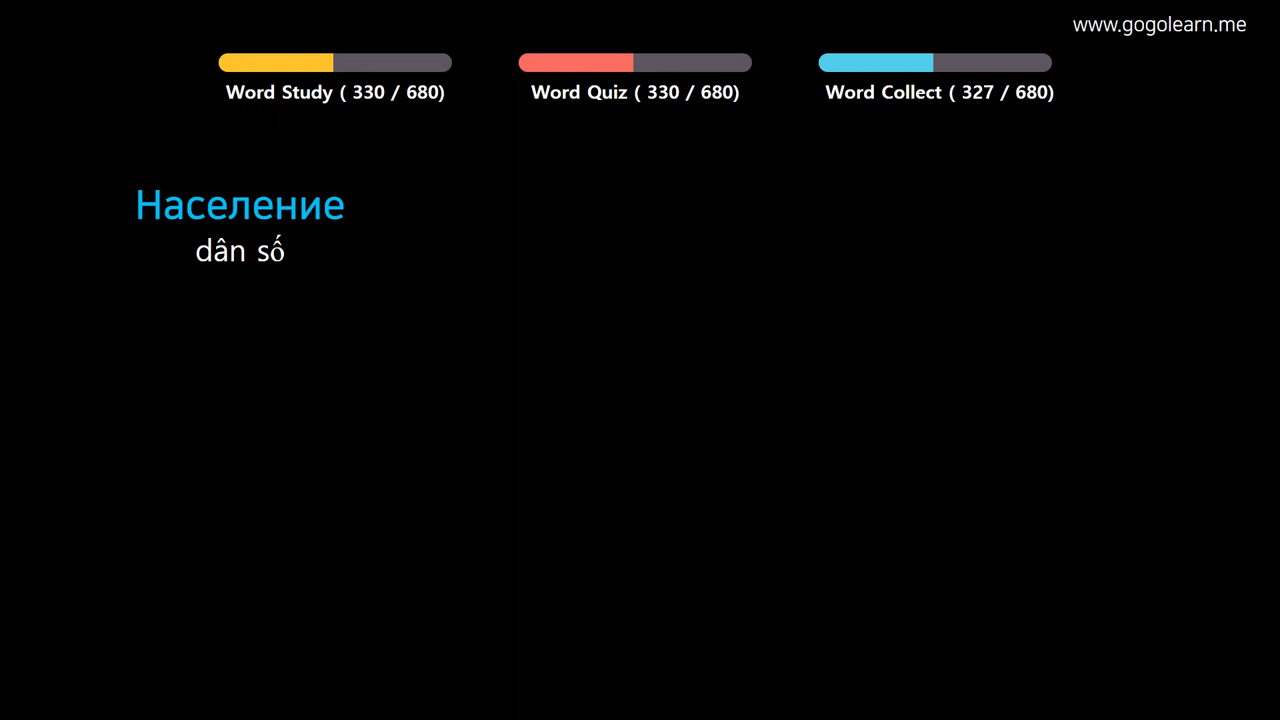 www.gogolearn.me
Word Study ( 330 / 680)
Word Quiz ( 330 / 680)
Word Collect ( 327 / 680)
Население
dân số